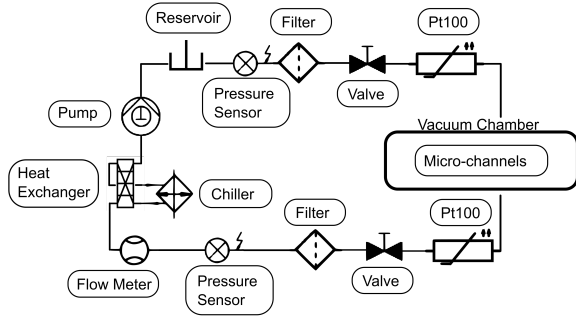 Reservoir
Filter
Pt100
Pressure
Sensor
Valve
Pump
Vacuum Chamber
Micro-channels
Heat
Exchanger
Chiller
Filter
Pt100
Flow Meter
Pressure
Sensor
Valve